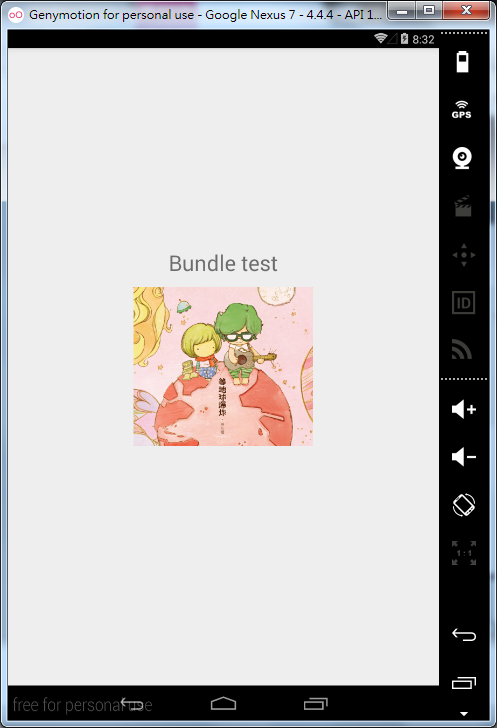 Genymotion for personal use - Google Nexus 7 - 4.4.4 - API 1...
8:32
GPS
ID
Bundle test
1:1
free for personal use